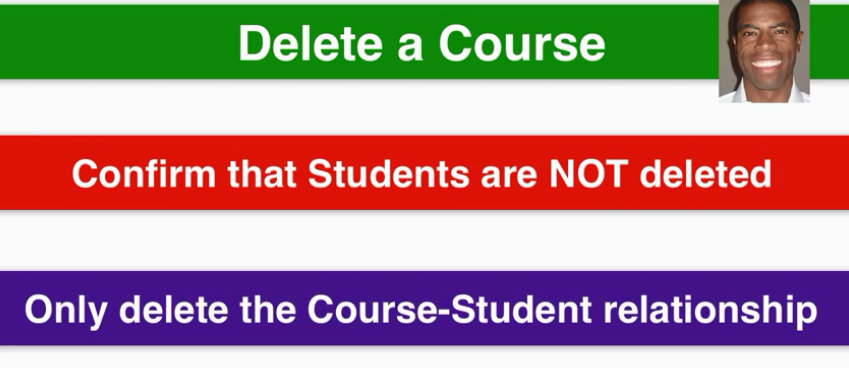 Delete a Course
Confirm that Students are NOT deleted
Only delete the Course-Student relationship